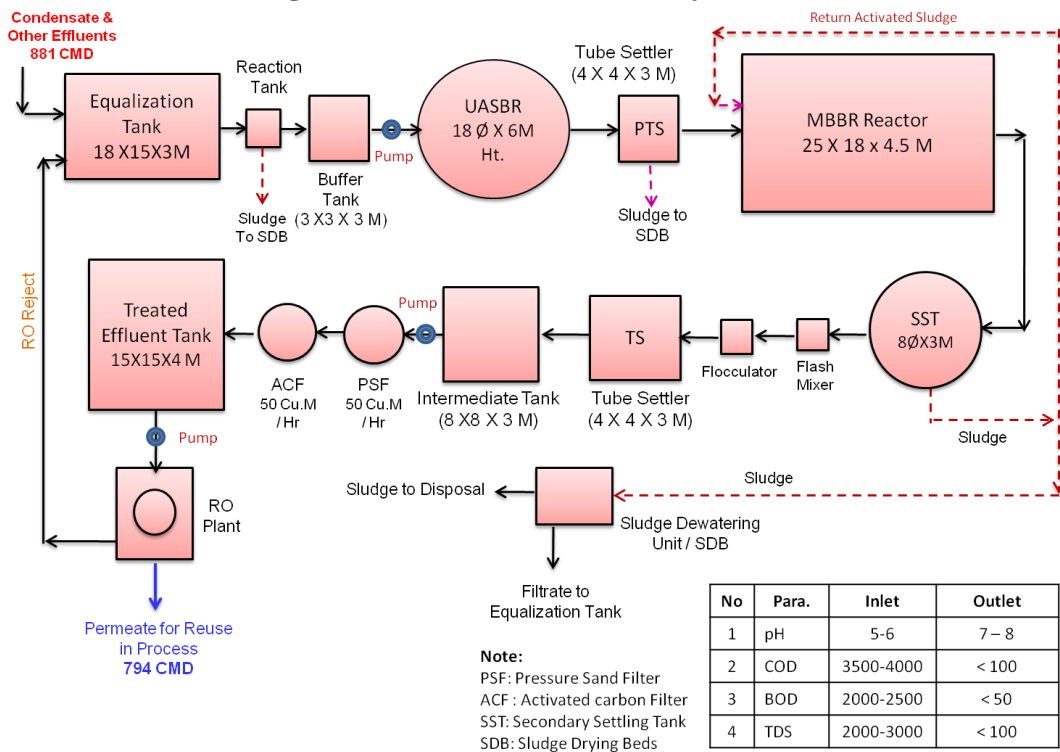 Condensate &
Other Effluents
881 CMD
Return Activated Sludge
Equalization
Tank
18 X15X3M
Reaction
Tank
Sludge
To SDB
Buffer
Tank
(3 X3 X 3 M)
Pump
UASBR
18 Ø X 6M
Ht.
Tube Settler
(4 X 4 X 3 M)
PTS
Sludge to
SDB
MBBR Reactor
25 X 18 x 4.5 M
RO Reject
Treated
Effluent Tank
15X15X4 M
ACF
50 Cu.M
/ Hr
PSF
50 Cu.M
/ Hr
Pump
Intermediate Tank
(8 X8 X 3 M)
TS
Tube Settler
(4 X 4 X 3 M)
Flocculator
Flash
Mixer
SST
8ØX3M
Sludge
Pump
RO
Plant
Permeate for Reuse
in Process
794 CMD
Sludge to Disposal
Sludge
Sludge Dewatering
Unit / SDB
Filtrate to
Equalization Tank
Note:
PSF: Pressure Sand Filter
ACF : Activated carbon Filter
SST: Secondary Settling Tank
SDB: Sludge Drying Beds
No Para. Inlet Outlet
1 pH 5-6 7 – 8
2 COD 3500-4000 < 100
3 BOD 2000-2500 < 50
4 TDS 2000-3000 < 100